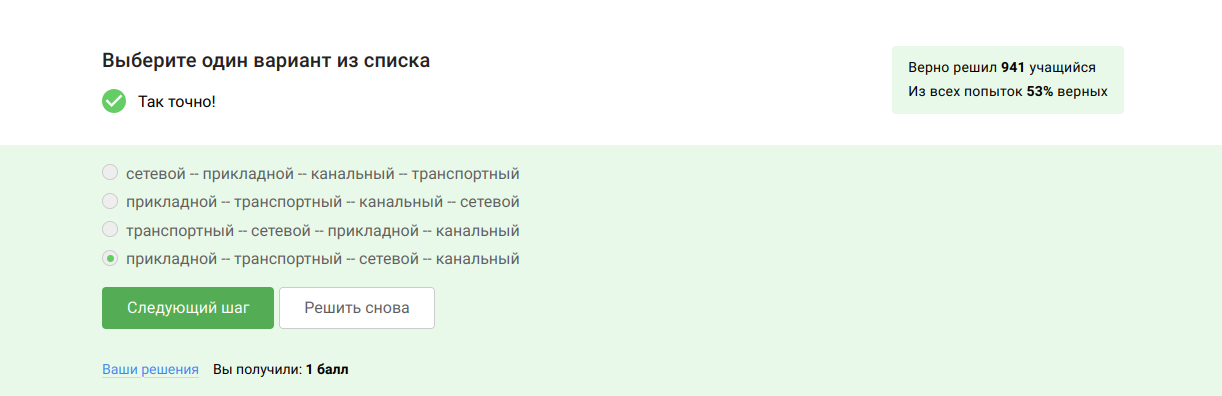 Выберите один вариант из списка
Так точно!
Верно решил 941 учащийся
Из всех попыток 53% верных
сетевой -- прикладной -- канальный -- транспортный
прикладной -- транспортный -- канальный -- сетевой
транспортный -- сетевой -- прикладной -- канальный
прикладной -- транспортный -- сетевой -- канальный
Следующий шаг Решить снова
Ваши решения Вы получили: 1 балл